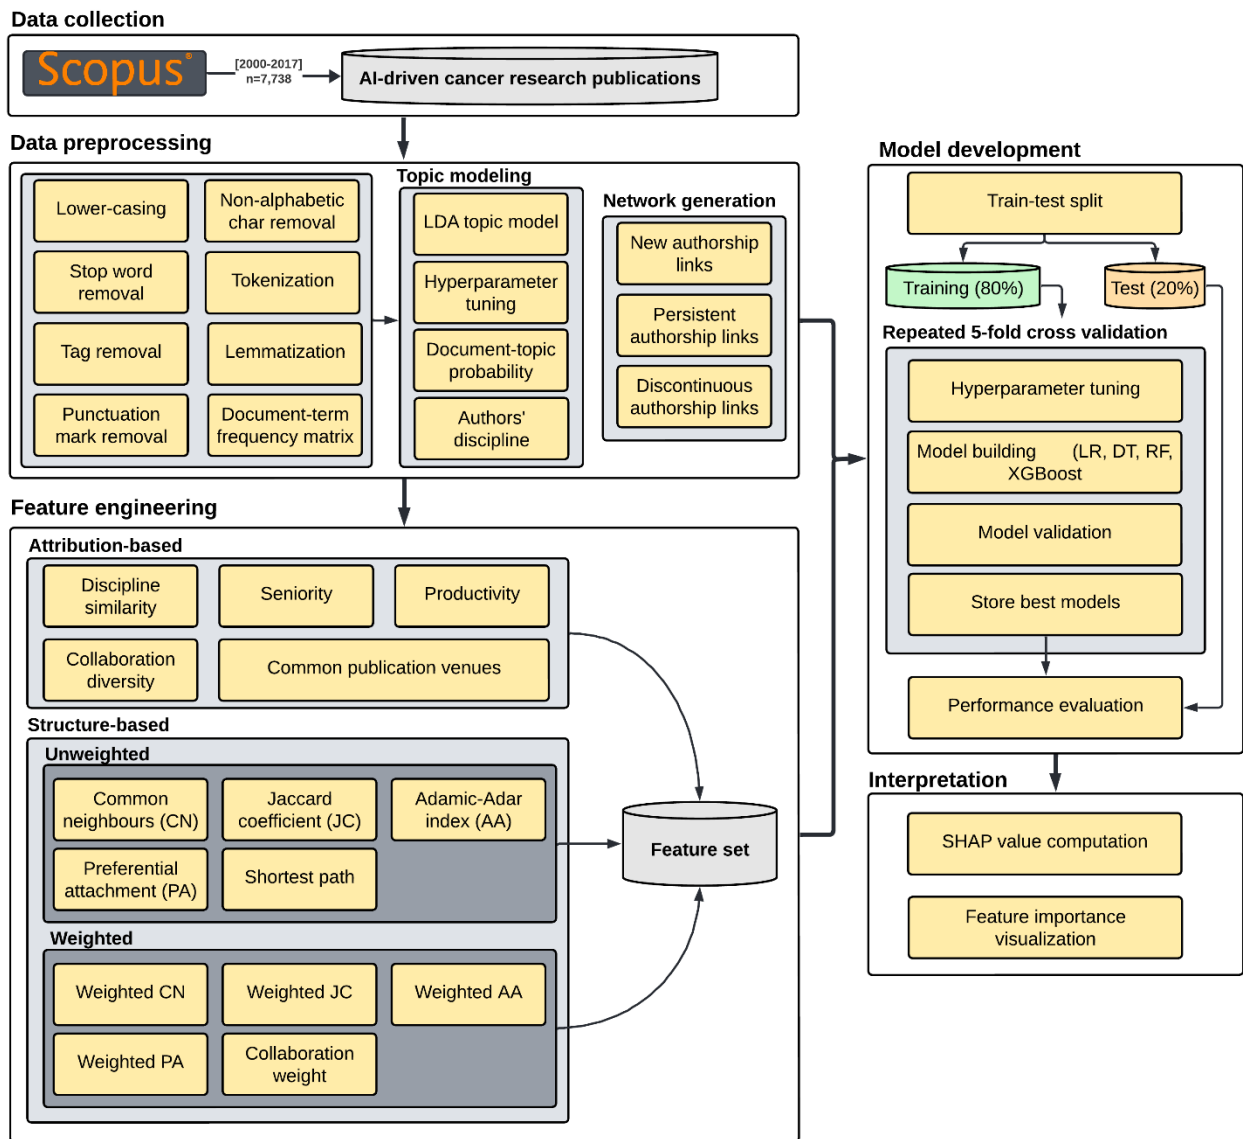 Data collection
Scopus®
[2000-2017]
n=7,738
AI-driven cancer research publications
Data preprocessing
Lower-casing
Non-alphabetic
char removal
Stop word
removal
Tokenization
Tag removal
Lemmatization
Punctuation
mark removal
Document-term
frequency matrix
Topic modeling
LDA topic model
Hyperparameter
tuning
Document-topic
probability
Authors'
discipline
Network generation
New authorship
links
Persistent
authorship links
Discontinuous
authorship links
Feature engineering
Attribution-based
Discipline
similarity
Seniority
Productivity
Collaboration
diversity
Common publication venues
Structure-based
Unweighted
Common
neighbours (CN)
Jaccard
coefficient (JC)
Adamic-Adar
index (AA)
Preferential
attachment (PA)
Shortest path
Weighted
Weighted CN
Weighted JC
Weighted AA
Weighted PA
Collaboration
weight
Feature set
Model development
Train-test split
Training (80%)
Test (20%)
Repeated 5-fold cross validation
Hyperparameter tuning
Model building (LR, DT, RF,
XGBoost
Model validation
Store best models
Performance evaluation
Interpretation
SHAP value computation
Feature importance
visualization